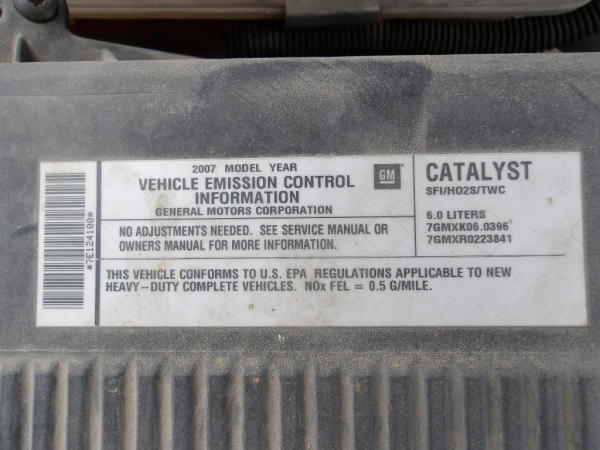 *7E124100*
2007 MODEL YEAR
VEHICLE EMISSION CONTROL
INFORMATION
GENERAL MOTORS CORPORATION
GM
NO ADJUSTMENTS NEEDED. SEE SERVICE MANUAL OR
OWNERS MANUAL FOR MORE INFORMATION.
CATALYST
SFI/HO2S/TWC
6.0 LITERS
7GMXK06.0396
7GMXR0223841
THIS VEHICLE CONFORMS TO U.S. EPA REGULATIONS APPLICABLE TO NEW
HEAVY-DUTY COMPLETE VEHICLES. NOx FEL = 0.5 G/MILE.